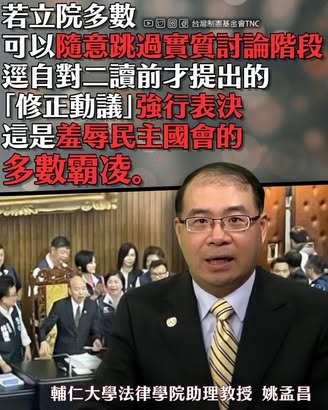 若立院多數
台灣制憲基金會TNC
可以隨意跳過實質討論階段
逕自對二讀前才提出的
「修正動議」強行表決
這是羞辱民主國會的
多數霸凌。
輔仁大學法律學院助理教授 姚孟昌